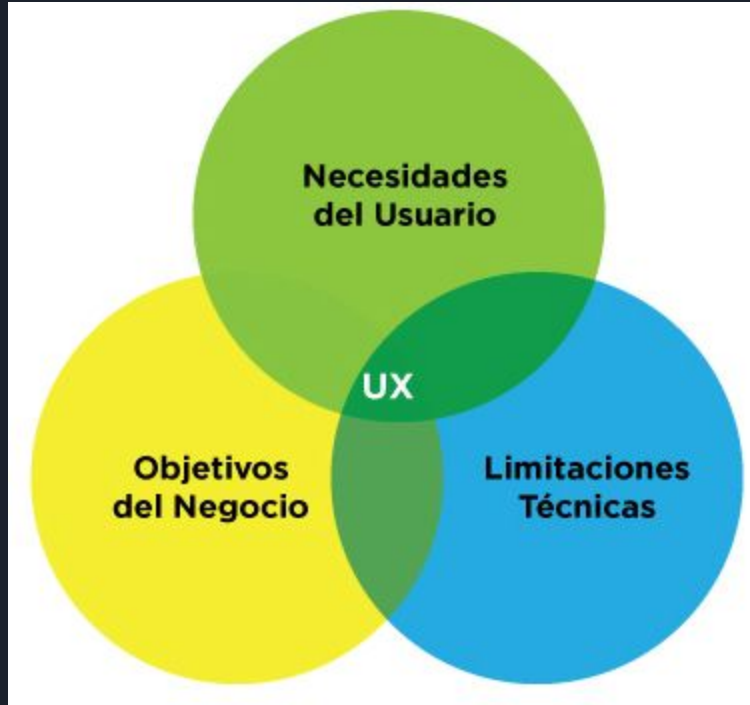 Necesidades
del Usuario
UX
Objetivos
del Negocio
Limitaciones
Técnicas